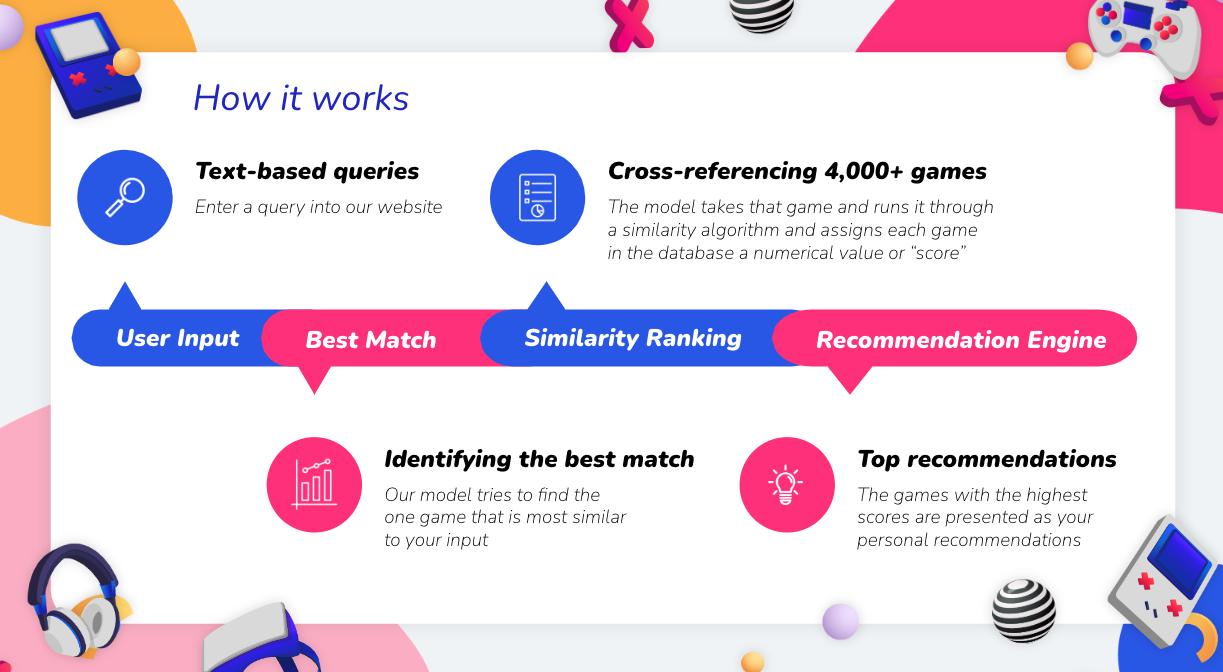 How it works
Text-based queries
Enter a query into our website
Cross-referencing 4,000+ games
The model takes that game and runs it through
a similarity algorithm and assigns each game
in the database a numerical value or “score”
User Input
Best Match
Similarity Ranking
Recommendation Engine
Identifying the best match
Our model tries to find the
one game that is most similar
to your input
Top recommendations
The games with the highest
scores are presented as your
personal recommendations